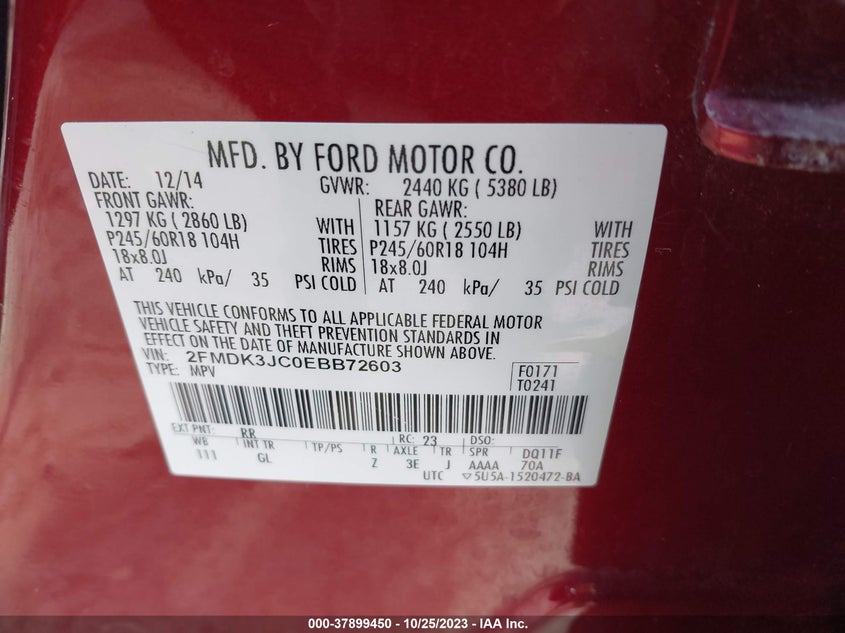 MFD. BY FORD MOTOR CO.
DATE: 12/14 GVWR: 2440 KG ( 5380 LB)
FRONT GAWR: REAR GAWR:
1297 KG ( 2860 LB) WITH 1157 KG ( 2550 LB) WITH
P245/60R18 104H TIRES P245/60R18 104H TIRES
18x8.0J RIMS 18x8.0J RIMS
AT 240 kPa/ 35 PSI COLD AT 240 kPa/ 35 PSI COLD
THIS VEHICLE CONFORMS TO ALL APPLICABLE FEDERAL MOTOR
VEHICLE SAFETY AND THEFT PREVENTION STANDARDS IN
EFFECT ON THE DATE OF MANUFACTURE SHOWN ABOVE.
VIN: 2FMDK3JC0EBB72603 F0171
TYPE: MPV T0241
EXT PNT: RR RC: 23 DSO:
WB INT TR TP/PS R AXLE TR SPR DQ11F
111 GL Z 3E J AAAA 70A
UTC ▽5U5A-1520472-BA
000-37899450 - 10/25/2023 - IAA Inc.